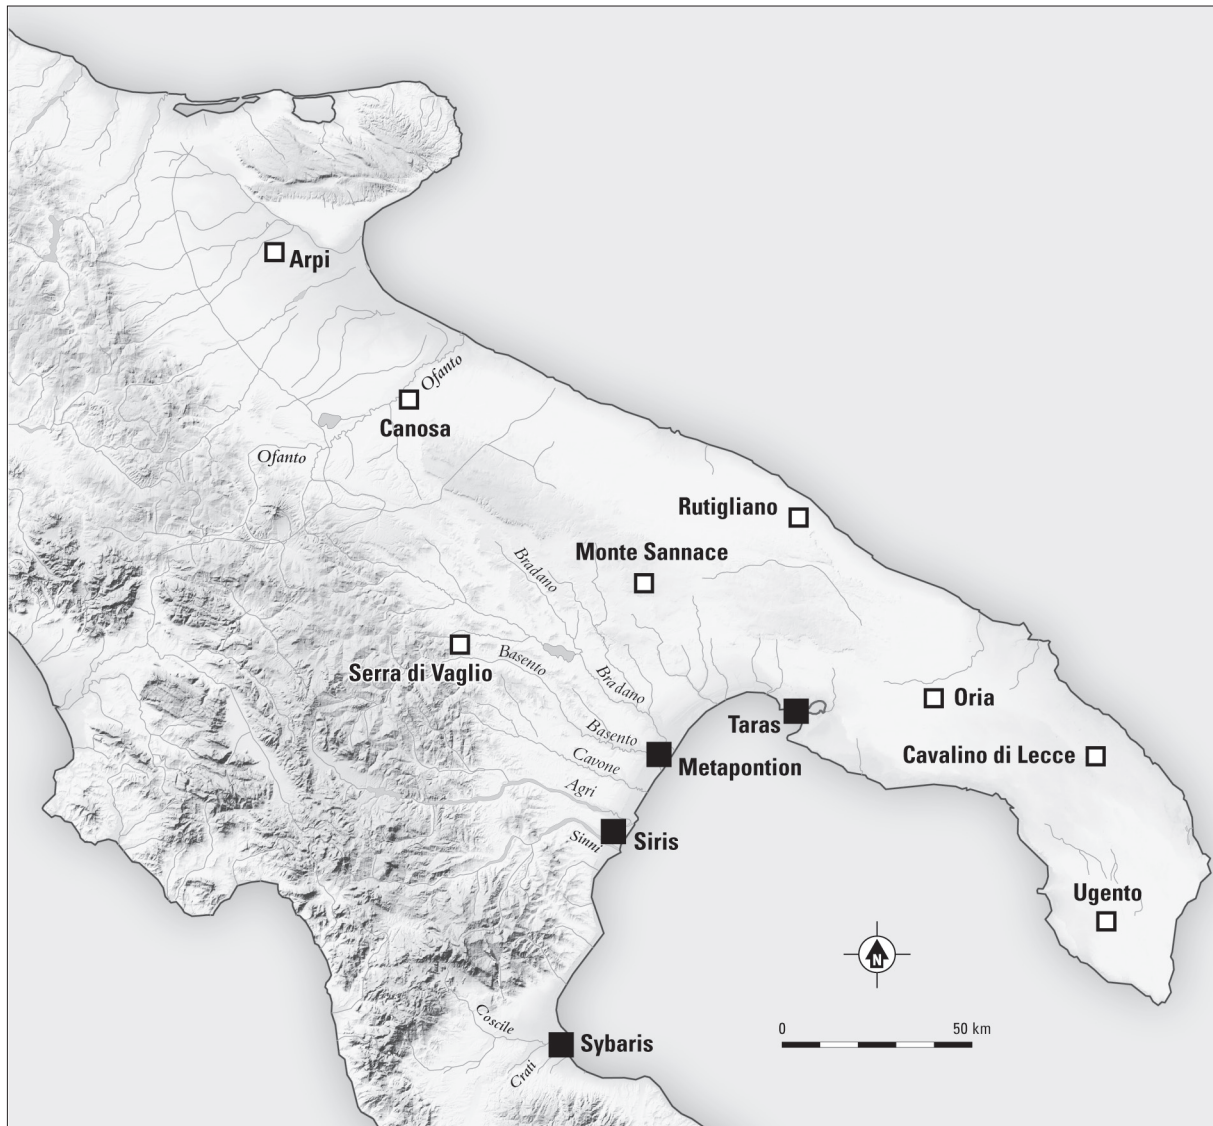 Arpi
Ofanto
Canosa
Ofanto
Rutigliano
Monte Sannace
Bradano
Serra di Vaglio
Basento
Bradano
Oria
Taras
Basento
Cavalino di Lecce
Cavone
Metapontion
Agri
Siris
Sinni
Ugento
N
Coscile
0 50 km
Sybaris
Crati